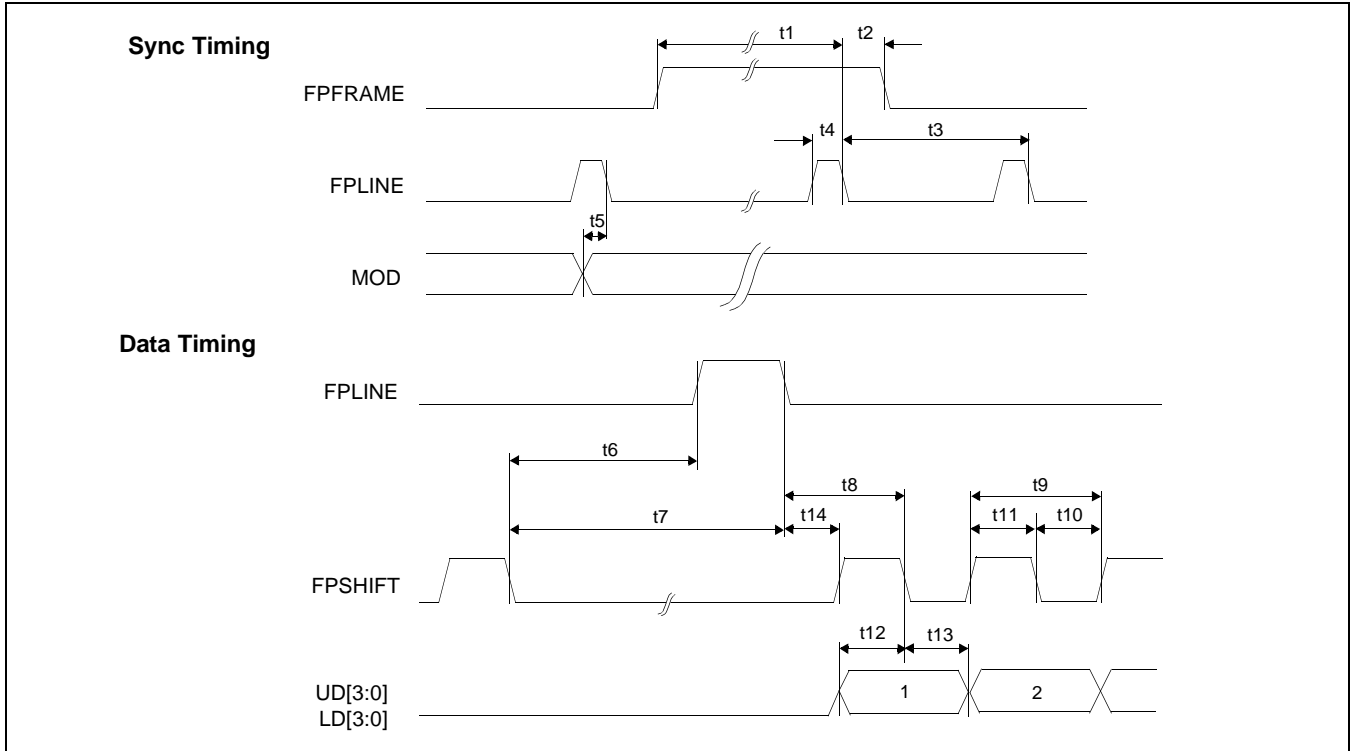 Sync Timing
t1
t2
FPFRAME
t4
t3
FPLINE
t5
MOD
Data Timing
FPLINE
t6
t8
t9
t7
t14
t11
t10
FPSHIFT
t12
t13
UD[3:0]
1
2
LD[3:0]